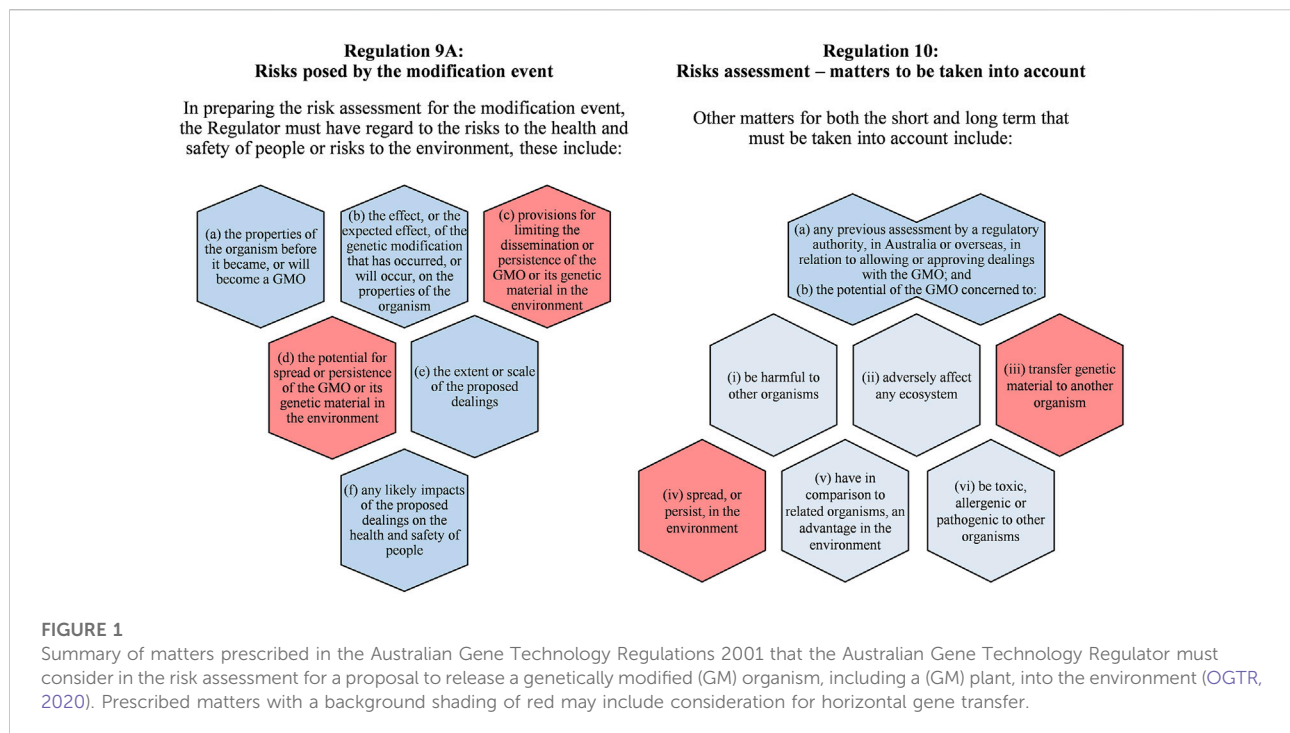 Regulation 9A:
Risks posed by the modification event
In preparing the risk assessment for the modification event,
the Regulator must have regard to the risks to the health and
safety of people or risks to the environment, these include:
(a) the properties of
the organism before
it became, or will
become a GMO
(b) the effect, or the
expected effect, of the
genetic modification
that has occurred, or
will occur, on the
properties of the
organism
(c) provisions for
limiting the
dissemination or
persistence of the
GMO or its genetic
material in the
environment
(d) the potential for
spread or persistence
of the GMO or its
genetic material in
the environment
(e) the extent or scale
of the proposed
dealings
(f) any likely impacts
of the proposed
dealings on the
health and safety of
people
Regulation 10:
Risks assessment – matters to be taken into account
Other matters for both the short and long term that
must be taken into account include:
(a) any previous assessment by a regulatory
authority, in Australia or overseas, in
relation to allowing or approving dealings
with the GMO; and
(b) the potential of the GMO concerned to:
(i) be harmful to
other organisms
(ii) adversely affect
any ecosystem
(iii) transfer genetic
material to another
organism
(iv) spread, or
persist, in the
environment
(v) have in
comparison to
related organisms, an
advantage in the
environment
(vi) be toxic,
allergenic or
pathogenic to other
organisms
FIGURE 1
Summary of matters prescribed in the Australian Gene Technology Regulations 2001 that the Australian Gene Technology Regulator must
consider in the risk assessment for a proposal to release a genetically modified (GM) organism, including a (GM) plant, into the environment (OGTR,
2020). Prescribed matters with a background shading of red may include consideration for horizontal gene transfer.